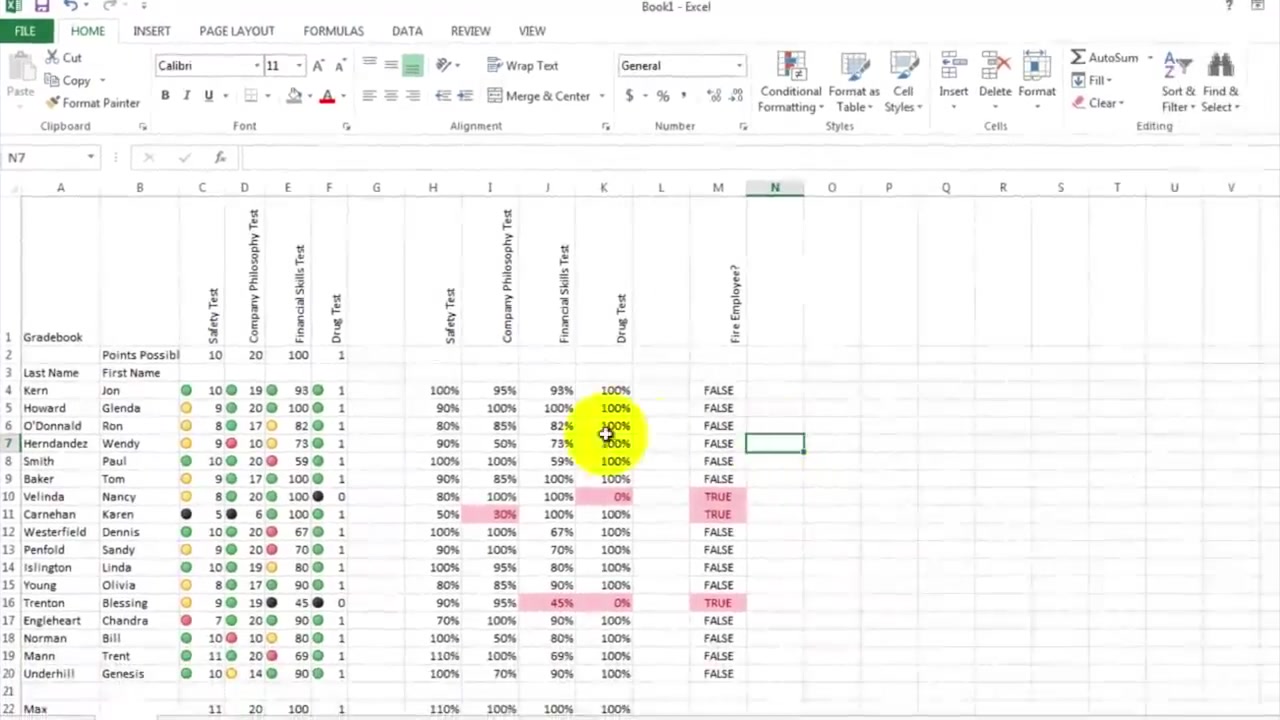 Book1 - Excel
?
FILE HOME INSERT PAGE LAYOUT FORMULAS DATA REVIEW VIEW
Paste
Cut
Copy
Format Painter
Clipboard
Calibri 11 A A
B I U A
Font
Wrap Text
Merge & Center
Alignment
General
$ % ,
Number
Conditional Formatting
Format as Table
Cell Styles
Styles
Insert Delete Format
Cells
AutoSum
Fill
Clear
Sort & Filter
Find & Select
Editing
N7 fx
A B C D E F G H I J K L M N O P Q R S T U V
1 Gradebook Safety Test Company Philosophy Test Financial Skills Test Drug Test Safety Test Company Philosophy Test Financial Skills Test Drug Test Fire Employee?
2 Points Possibl 10 20 100 1
3 Last Name First Name
4 Kern Jon 10 19 93 1 100% 95% 93% 100% FALSE
5 Howard Glenda 9 20 100 1 90% 100% 100% 100% FALSE
6 O'Donnald Ron 8 17 82 1 80% 85% 82% 100% FALSE
7 Herndandez Wendy 9 10 73 1 90% 50% 73% 100% FALSE
8 Smith Paul 10 20 59 1 100% 100% 59% 100% FALSE
9 Baker Tom 9 17 100 1 90% 85% 100% 100% FALSE
10 Velinda Nancy 8 20 100 0 80% 100% 100% 0% TRUE
11 Carnehan Karen 5 6 100 1 50% 30% 100% 100% TRUE
12 Westerfield Dennis 10 20 67 1 100% 100% 67% 100% FALSE
13 Penfold Sandy 9 20 70 1 90% 100% 70% 100% FALSE
14 Islington Linda 10 19 80 1 100% 95% 80% 100% FALSE
15 Young Olivia 8 17 90 1 80% 85% 90% 100% FALSE
16 Trenton Blessing 9 19 45 0 90% 95% 45% 0% TRUE
17 Engleheart Chandra 7 20 90 1 70% 100% 90% 100% FALSE
18 Norman Bill 10 10 80 1 100% 50% 80% 100% FALSE
19 Mann Trent 11 20 69 1 110% 100% 69% 100% FALSE
20 Underhill Genesis 10 14 90 1 100% 70% 90% 100% FALSE
21
22 Max 11 20 100 1 110% 100% 100% 100%